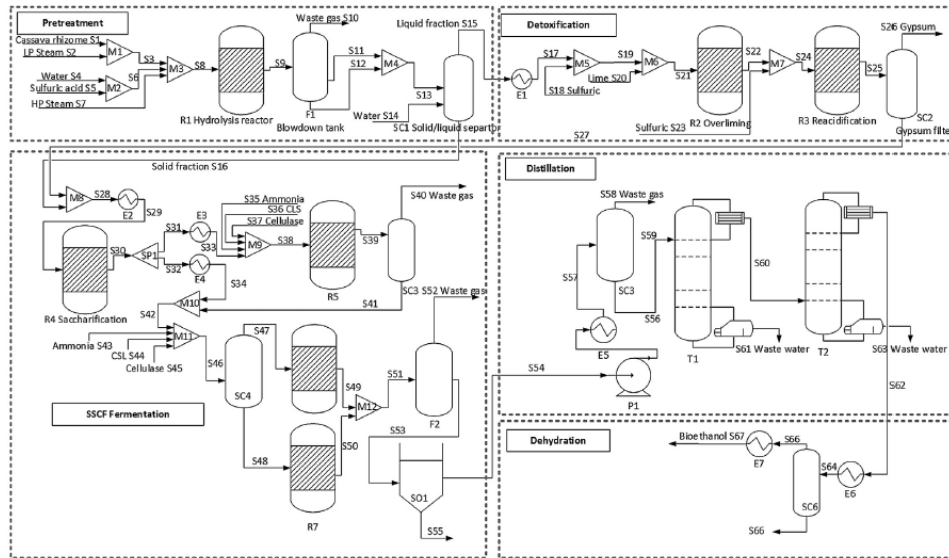 Pretreatment
Cassava rhizome S1
LP Steam S2
M1
S3
Water S4
Sulfuric acid S5
M2
S6
HP Steam S7
M3
S8
R1 Hydrolysis reactor
S9
Waste gas S10
F1
Blowdown tank
S11
S12
M4
S13
Water S14
Liquid fraction S15
SC1 Solid/liquid separtor
Detoxification
E1
S17
S18 Sulfuric
M5
S19
Lime S20
M6
S21
R2 Overliming
S22
Sulfuric S23
M7
S24
R3 Reacidification
S25
S26 Gypsum
SC2
Gypsum filter
S27
Solid fraction S16
M8
S28
E2
S29
R4 Saccharification
S30
SP1
S31
S32
E3
E4
S33
S34
S35 Ammonia
S36 CLS
S37 Cellulase
M9
S38
R5
S39
S40 Waste gas
SC3
S41
M10
S42
Ammonia S43
CSL S44
Cellulase S45
M11
S46
SC4
S47
S48
R7
S49
S50
M12
S51
S52 Waste gas
F2
S53
SO1
S54
S55
SSCF Fermentation
Distillation
P1
E5
S57
S58 Waste gas
SC3
S56
S59
T1
S60
S61 Waste water
T2
S63 Waste water
S62
Dehydration
E6
S64
SC6
S66
S66
E7
Bioethanol S67